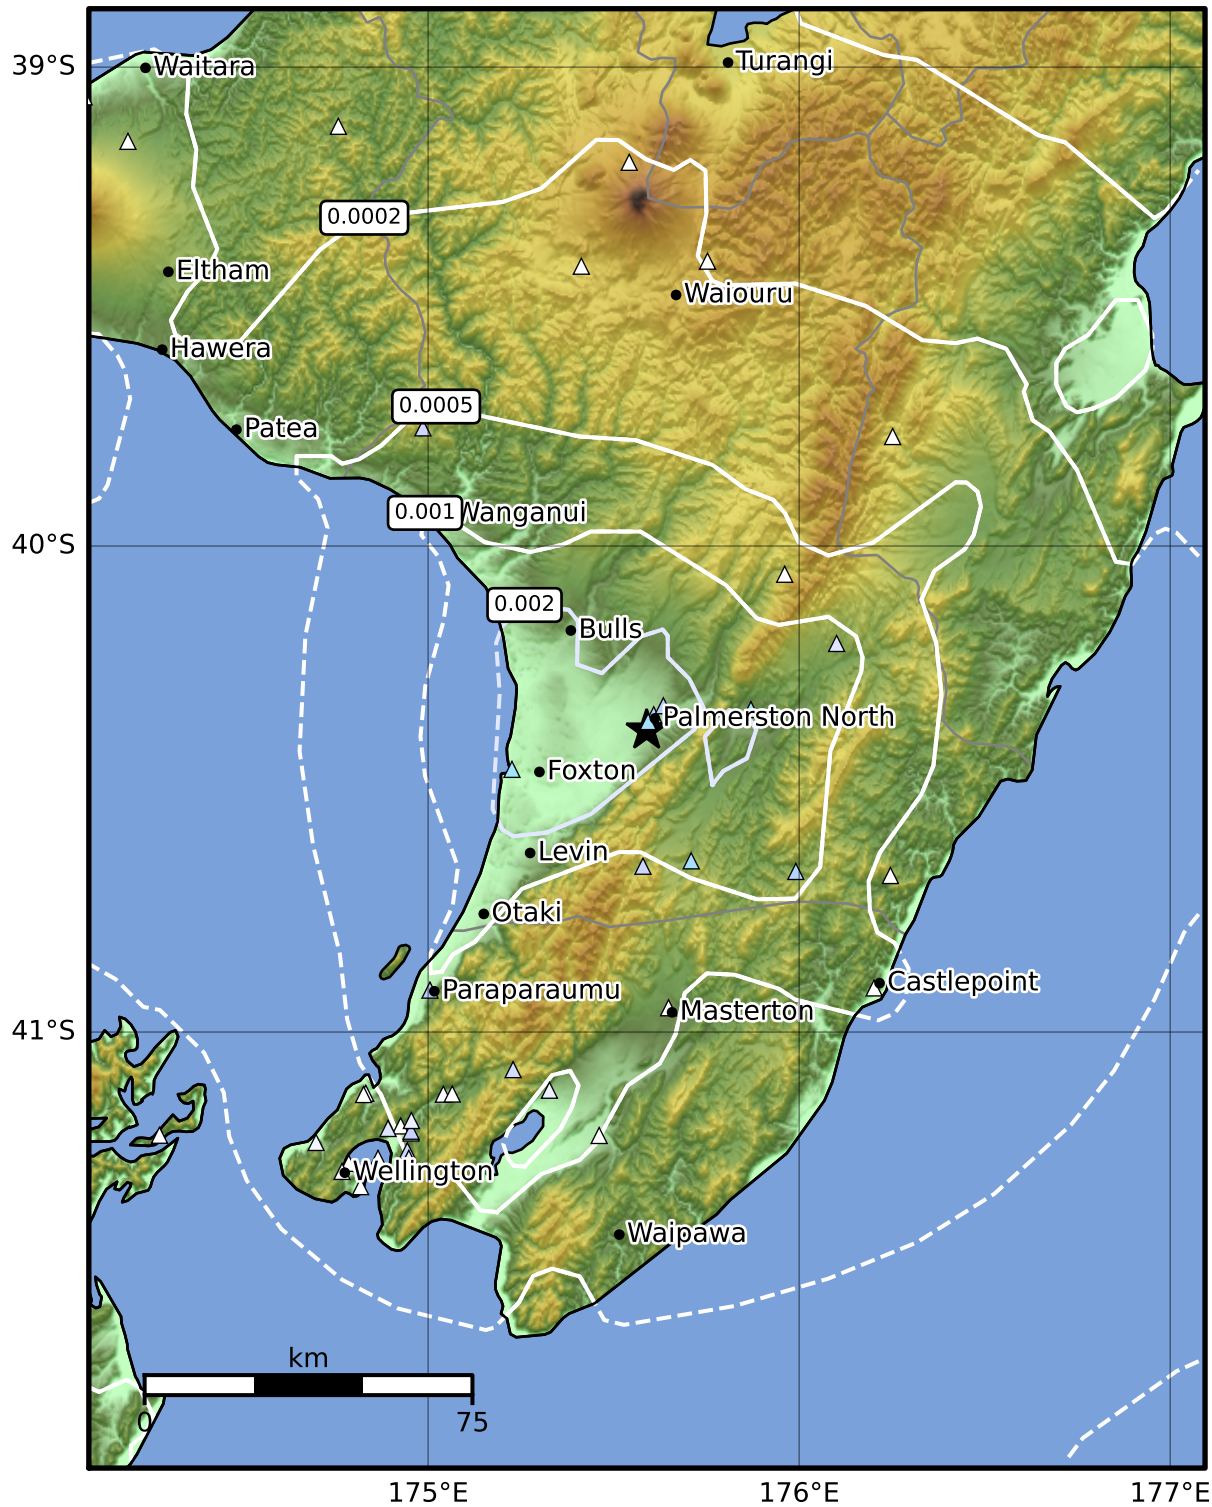 Turangi
39°S
Waitara
0.0002
Eltham
Waiouru
Hawera
0.0005
Patea
0.001
Wanganui
40°S
0.002
Bulls
Palmerston North
Foxton
Levin
Otaki
Castlepoint
Paraparaumu
Masterton
41°S
Wellington
Waipawa
km
0
75
175°E
176°E
177°E